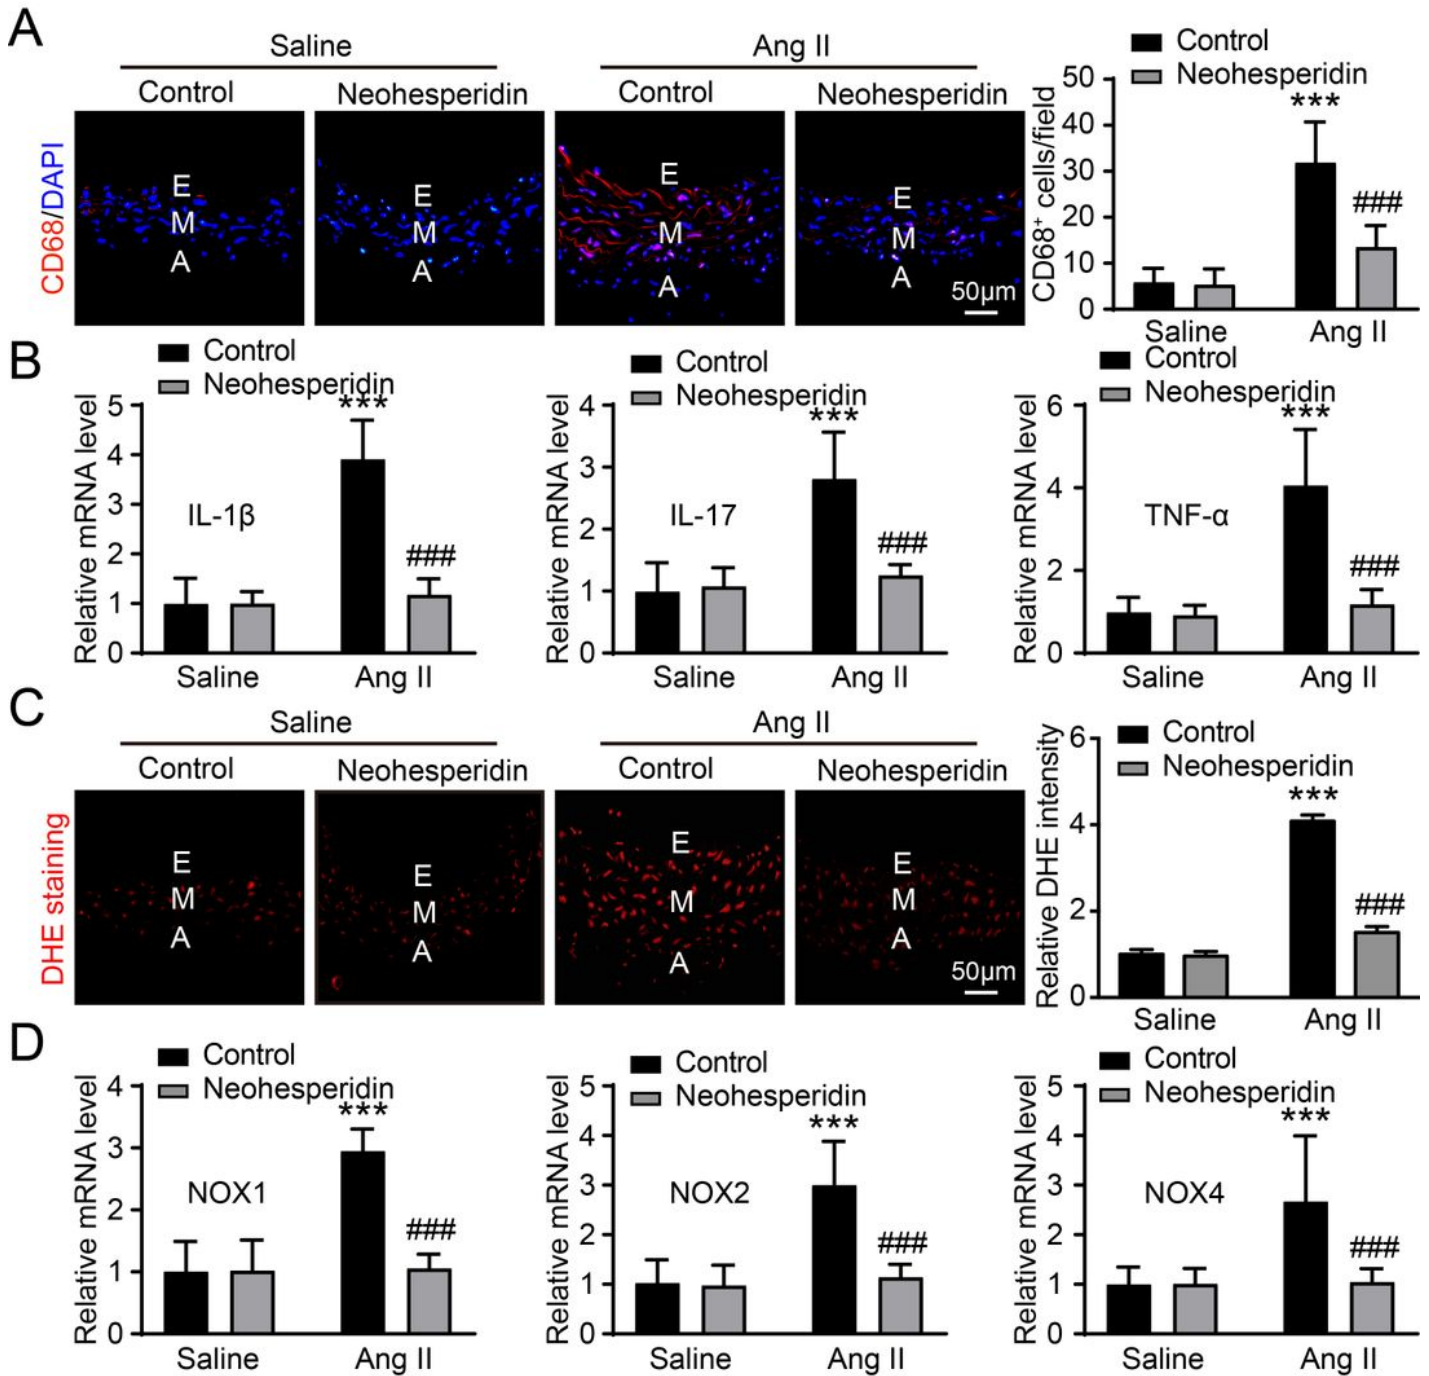 A
Saline
Ang II
Control
Neohesperidin
Control
Neohesperidin
CD68/DAPI
E
M
A
E
M
A
E
M
A
E
M
A
50μm
Control
Neohesperidin
CD68⁺ cells/field
50
40
30
20
10
0
***
###
Saline
Ang II
B
Control
Neohesperidin
Relative mRNA level
5
4
3
2
1
0
IL-1β
***
###
Saline
Ang II
Control
Neohesperidin
Relative mRNA level
4
3
2
1
0
IL-17
***
###
Saline
Ang II
Control
Neohesperidin
Relative mRNA level
6
4
2
0
TNF-α
***
###
Saline
Ang II
C
Saline
Ang II
Control
Neohesperidin
Control
Neohesperidin
DHE staining
E
M
A
E
M
A
E
M
A
E
M
A
50μm
Control
Neohesperidin
Relative DHE intensity
6
4
2
0
***
###
Saline
Ang II
D
Control
Neohesperidin
Relative mRNA level
4
3
2
1
0
NOX1
***
###
Saline
Ang II
Control
Neohesperidin
Relative mRNA level
5
4
3
2
1
0
NOX2
***
###
Saline
Ang II
Control
Neohesperidin
Relative mRNA level
5
4
3
2
1
0
NOX4
***
###
Saline
Ang II